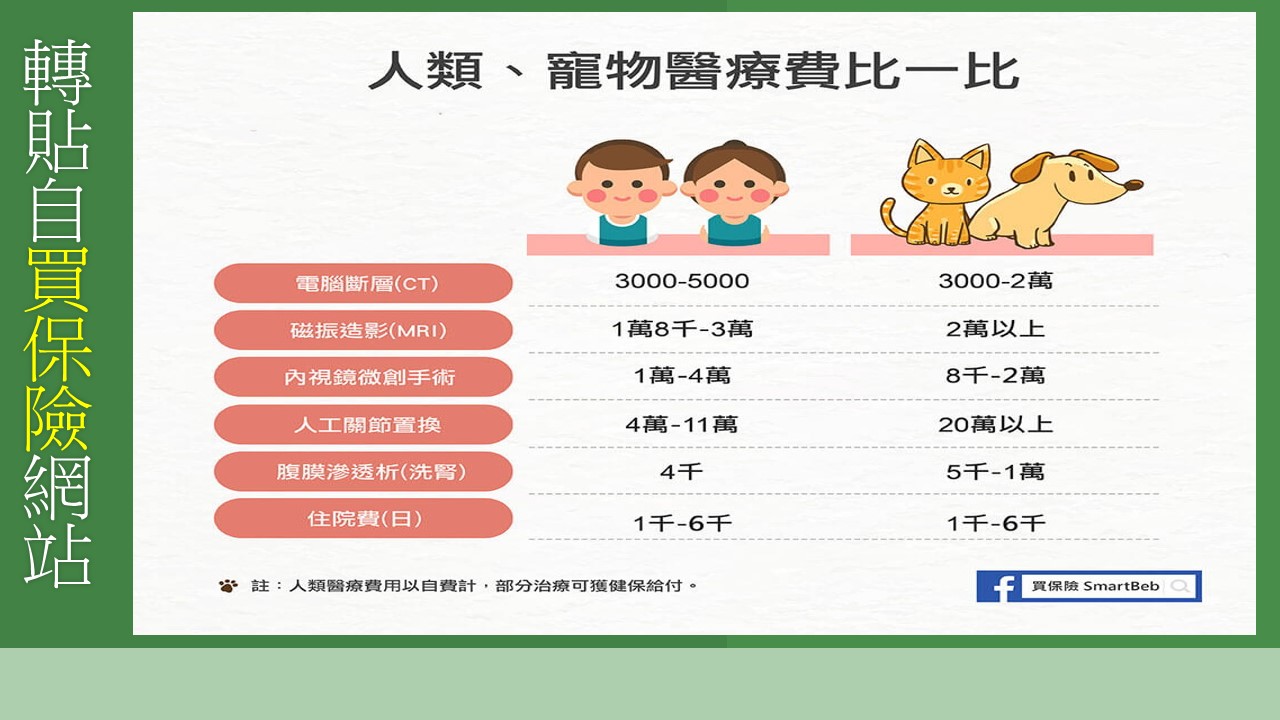 轉貼自買保險網站
人類、寵物醫療費比一比
電腦斷層(CT) 3000-5000 3000-2萬
磁振造影(MRI) 1萬8千-3萬 2萬以上
內視鏡微創手術 1萬-4萬 8千-2萬
人工關節置換 4萬-11萬 20萬以上
腹膜滲透析(洗腎) 4千 5千-1萬
住院費(日) 1千-6千 1千-6千
註：人類醫療費用以自費計，部分治療可獲健保給付。
f 買保險 SmartBeb